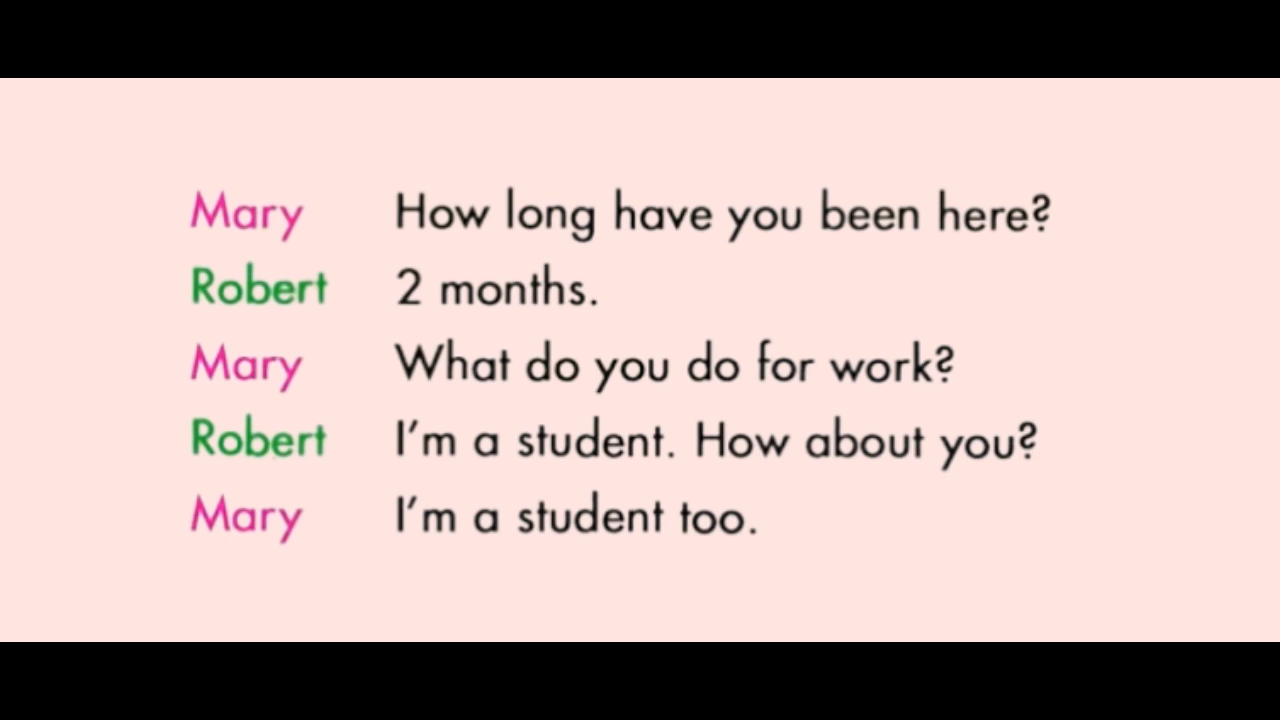 Mary How long have you been here?
Robert 2 months.
Mary What do you do for work?
Robert I'm a student. How about you?
Mary I'm a student too.